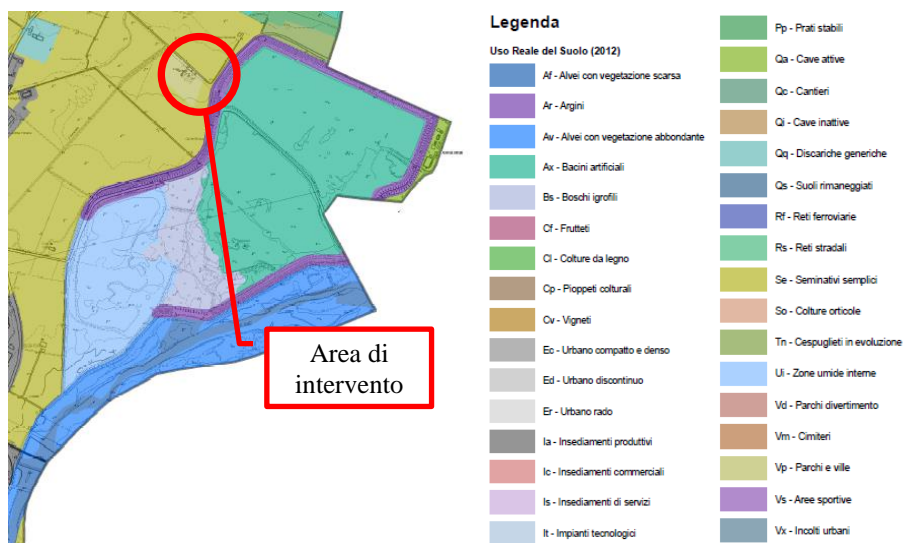 Area di
intervento
Legenda
Uso Reale del Suolo (2012)
Af - Alvei con vegetazione scarsa
Ar - Argini
Av - Alvei con vegetazione abbondante
Ax - Bacini artificiali
Bs - Boschi igrofili
Cf - Frutteti
Cl - Colture da legno
Cp - Pioppeti colturali
Cv - Vigneti
Ec - Urbano compatto e denso
Ed - Urbano discontinuo
Er - Urbano rado
Ia - Insediamenti produttivi
Ic - Insediamenti commerciali
Is - Insediamenti di servizi
It - Impianti tecnologici
Pp - Prati stabili
Qa - Cave attive
Qc - Cantieri
Qi - Cave inattive
Qq - Discariche generiche
Qs - Suoli rimaneggiati
Rf - Reti ferroviarie
Rs - Reti stradali
Se - Seminativi semplici
So - Colture orticole
Tn - Cespuglieti in evoluzione
Ui - Zone umide interne
Vd - Parchi divertimento
Vm - Cimiteri
Vp - Parchi e ville
Vs - Aree sportive
Vx - Incolti urbani